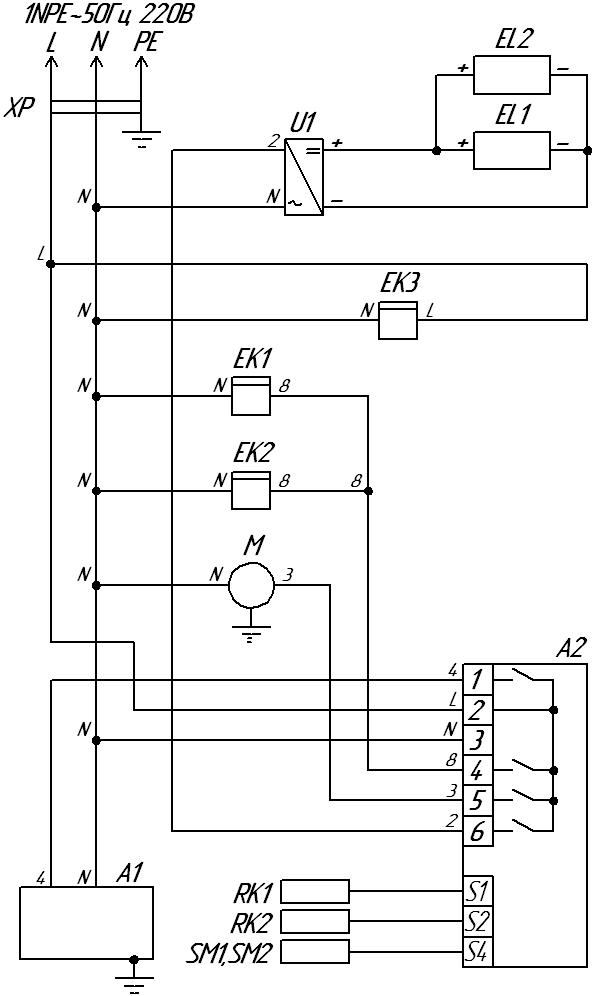 1NPE~50Гц 220В
L N PE
EL2
+ −
XP
EL1
U1
2 = + + −
N ~ −
N
L
EK3
N N L
EK1
N N 8
EK2
N N 8 8
M
N N 3
A2
4 1
L 2
N N 3
8 4
3 5
2 6
4 N A1
RK1 S1
RK2 S2
SM1,SM2 S4